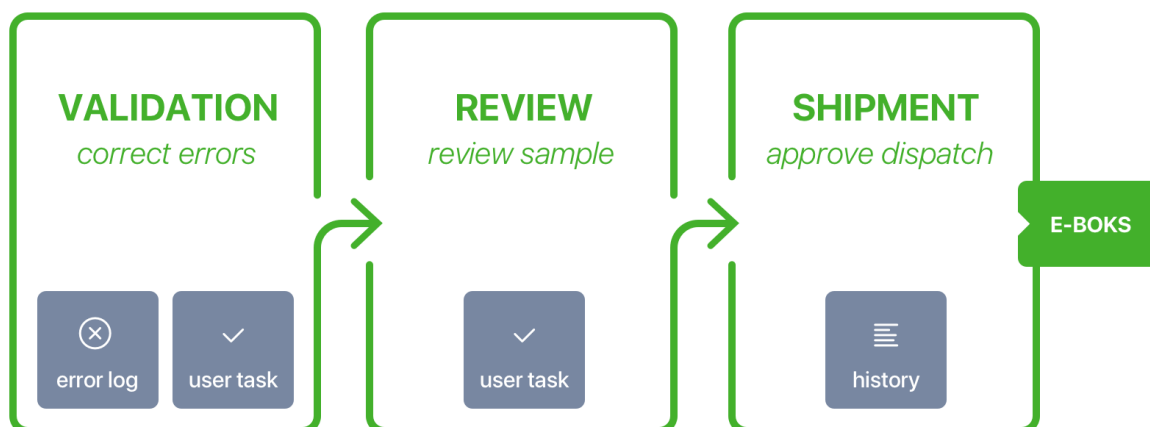 VALIDATION
correct errors
error log
user task
REVIEW
review sample
user task
SHIPMENT
approve dispatch
history
E-BOKS